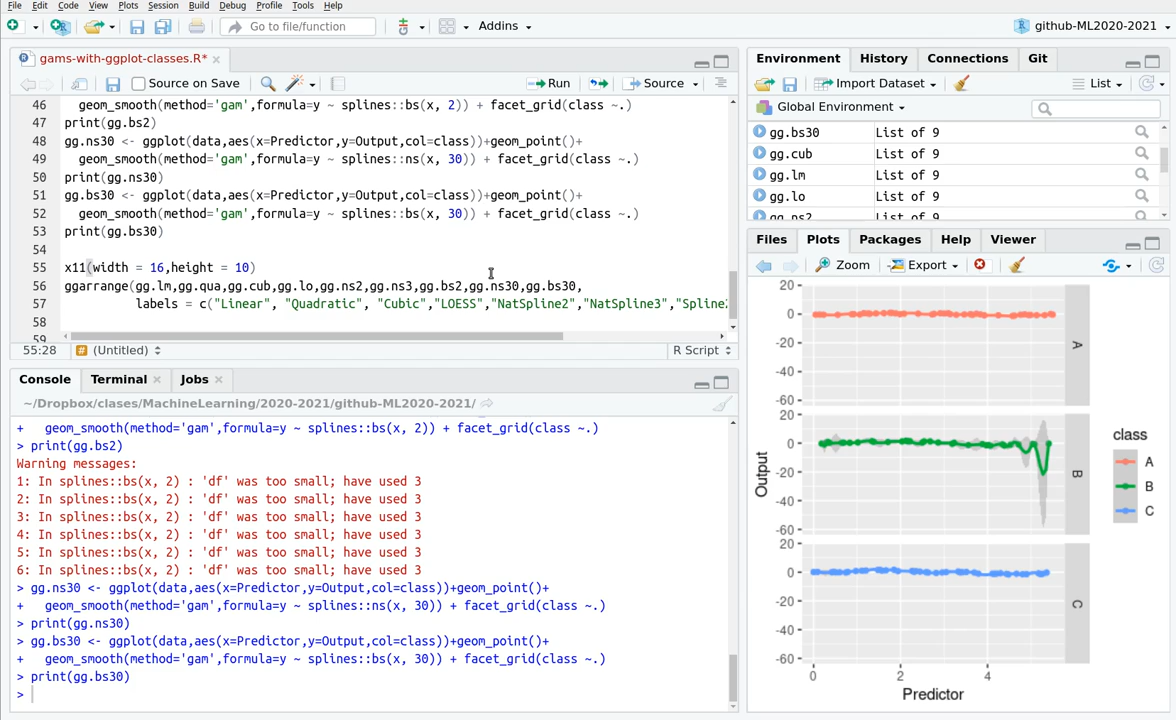 File Edit Code View Plots Session Build Debug Profile Tools Help
Go to file/function Addins github-ML2020-2021
gams-with-ggplot-classes.R*
Source on Save Run Source
46 geom_smooth(method='gam',formula=y ~ splines::bs(x, 2)) + facet_grid(class ~.)
47 print(gg.bs2)
48 gg.ns30 <- ggplot(data,aes(x=Predictor,y=Output,col=class))+geom_point()+
49 geom_smooth(method='gam',formula=y ~ splines::ns(x, 30)) + facet_grid(class ~.)
50 print(gg.ns30)
51 gg.bs30 <- ggplot(data,aes(x=Predictor,y=Output,col=class))+geom_point()+
52 geom_smooth(method='gam',formula=y ~ splines::bs(x, 30)) + facet_grid(class ~.)
53 print(gg.bs30)
54
55 x11(width = 16,height = 10)
56 ggarrange(gg.lm,gg.qua,gg.cub,gg.lo,gg.ns2,gg.ns3,gg.bs2,gg.ns30,gg.bs30,
57 labels = c("Linear", "Quadratic", "Cubic","LOESS","NatSpline2","NatSpline3","Spline2
58
59
55:28 (Untitled) R Script
Console Terminal Jobs
~/Dropbox/clases/MachineLearning/2020-2021/github-ML2020-2021/
+ geom_smooth(method='gam',formula=y ~ splines::bs(x, 2)) + facet_grid(class ~.)
> print(gg.bs2)
Warning messages:
1: In splines::bs(x, 2) : 'df' was too small; have used 3
2: In splines::bs(x, 2) : 'df' was too small; have used 3
3: In splines::bs(x, 2) : 'df' was too small; have used 3
4: In splines::bs(x, 2) : 'df' was too small; have used 3
5: In splines::bs(x, 2) : 'df' was too small; have used 3
6: In splines::bs(x, 2) : 'df' was too small; have used 3
> gg.ns30 <- ggplot(data,aes(x=Predictor,y=Output,col=class))+geom_point()+
+ geom_smooth(method='gam',formula=y ~ splines::ns(x, 30)) + facet_grid(class ~.)
> print(gg.ns30)
> gg.bs30 <- ggplot(data,aes(x=Predictor,y=Output,col=class))+geom_point()+
+ geom_smooth(method='gam',formula=y ~ splines::bs(x, 30)) + facet_grid(class ~.)
> print(gg.bs30)
>
Environment History Connections Git
Import Dataset List
Global Environment
gg.bs30 List of 9
gg.cub List of 9
gg.lm List of 9
gg.lo List of 9
gg.ns2 List of 9
Files Plots Packages Help Viewer
Zoom Export
20
0
-20
-40
-60
A
20
0
-20
-40
-60
B
20
0
-20
-40
-60
C
0 2 4
Predictor
Output
class
A
B
C